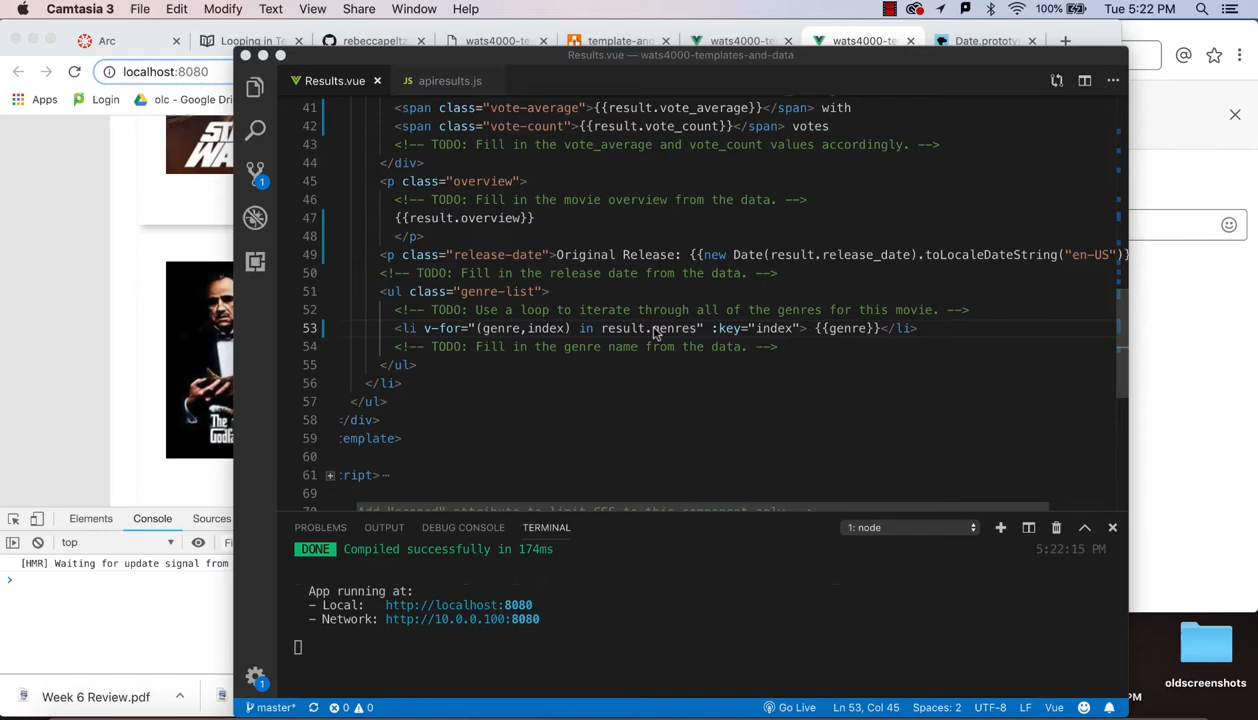 Camtasia 3 File Edit View Modify Text View Share Window Help 100% Tue 5:22 PM
Arc Looping in Te rebeccapeltz wats4000-te template-and wats4000-te wats4000-te Date.prototyp
Results.vue — wats4000-templates-and-data
localhost:8080
Results.vue JS apiresults.js
Apps Login olc - Google Dri
41 <span class="vote-average">{{result.vote_average}}</span> with
42 <span class="vote-count">{{result.vote_count}}</span> votes
43 <!-- TODO: Fill in the vote_average and vote_count values accordingly. -->
44 </div>
45 <p class="overview">
46 <!-- TODO: Fill in the movie overview from the data. -->
47 {{result.overview}}
48 </p>
49 <p class="release-date">Original Release: {{new Date(result.release_date).toLocaleDateString("en-US")}
50 <!-- TODO: Fill in the release date from the data. -->
51 <ul class="genre-list">
52 <!-- TODO: Use a loop to iterate through all of the genres for this movie. -->
53 <li v-for="(genre,index) in result.genres" :key="index"> {{genre}}</li>
54 <!-- TODO: Fill in the genre name from the data. -->
55 </ul>
56 </li>
57 </ul>
58 /div>
59 emplate>
60
61 ript>
69
STAR WARS
The Godfather
Elements Console Sources
top
[HMR] Waiting for update signal from
PROBLEMS OUTPUT DEBUG CONSOLE TERMINAL 1: node
DONE Compiled successfully in 174ms 5:22:15 PM
App running at:
- Local: http://localhost:8080
- Network: http://10.0.0.100:8080
oldscreenshots
Week 6 Review.pdf
PM
master* 0 0 Go Live Ln 53, Col 45 Spaces: 2 UTF-8 LF Vue